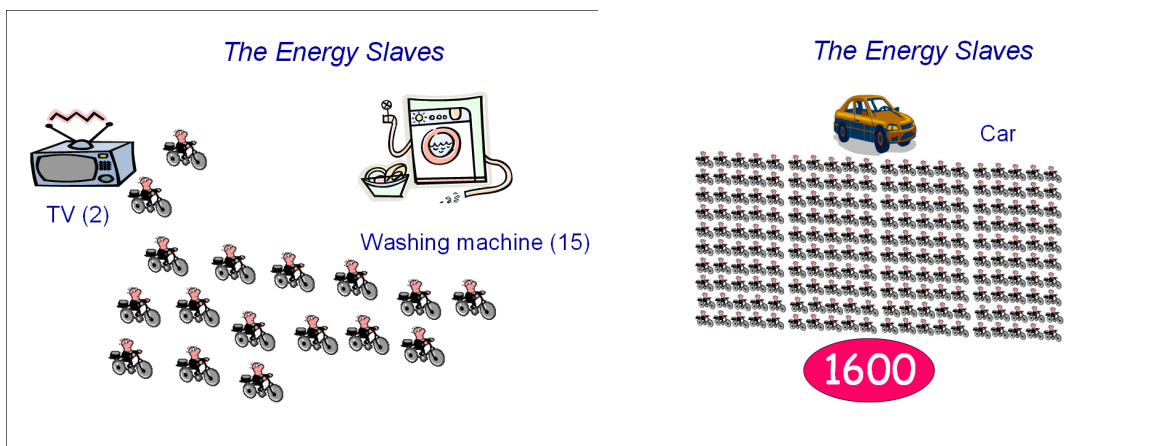 The Energy Slaves
TV (2)
Washing machine (15)
The Energy Slaves
Car
1600